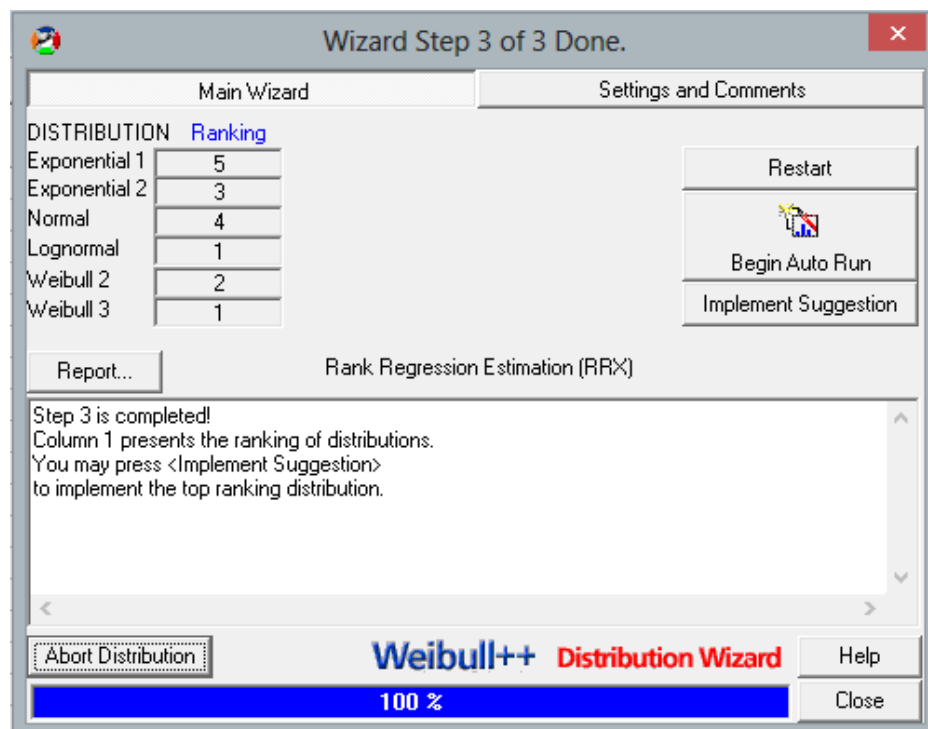 Wizard Step 3 of 3 Done.
Main Wizard
Settings and Comments
DISTRIBUTION Ranking
Exponential 1 5
Exponential 2 3
Normal 4
Lognormal 1
Weibull 2 2
Weibull 3 1
Restart
Begin Auto Run
Implement Suggestion
Report...
Rank Regression Estimation (RRX)
Step 3 is completed!
Column 1 presents the ranking of distributions.
You may press <Implement Suggestion>
to implement the top ranking distribution.
Abort Distribution
Weibull++ Distribution Wizard
Help
100 %
Close